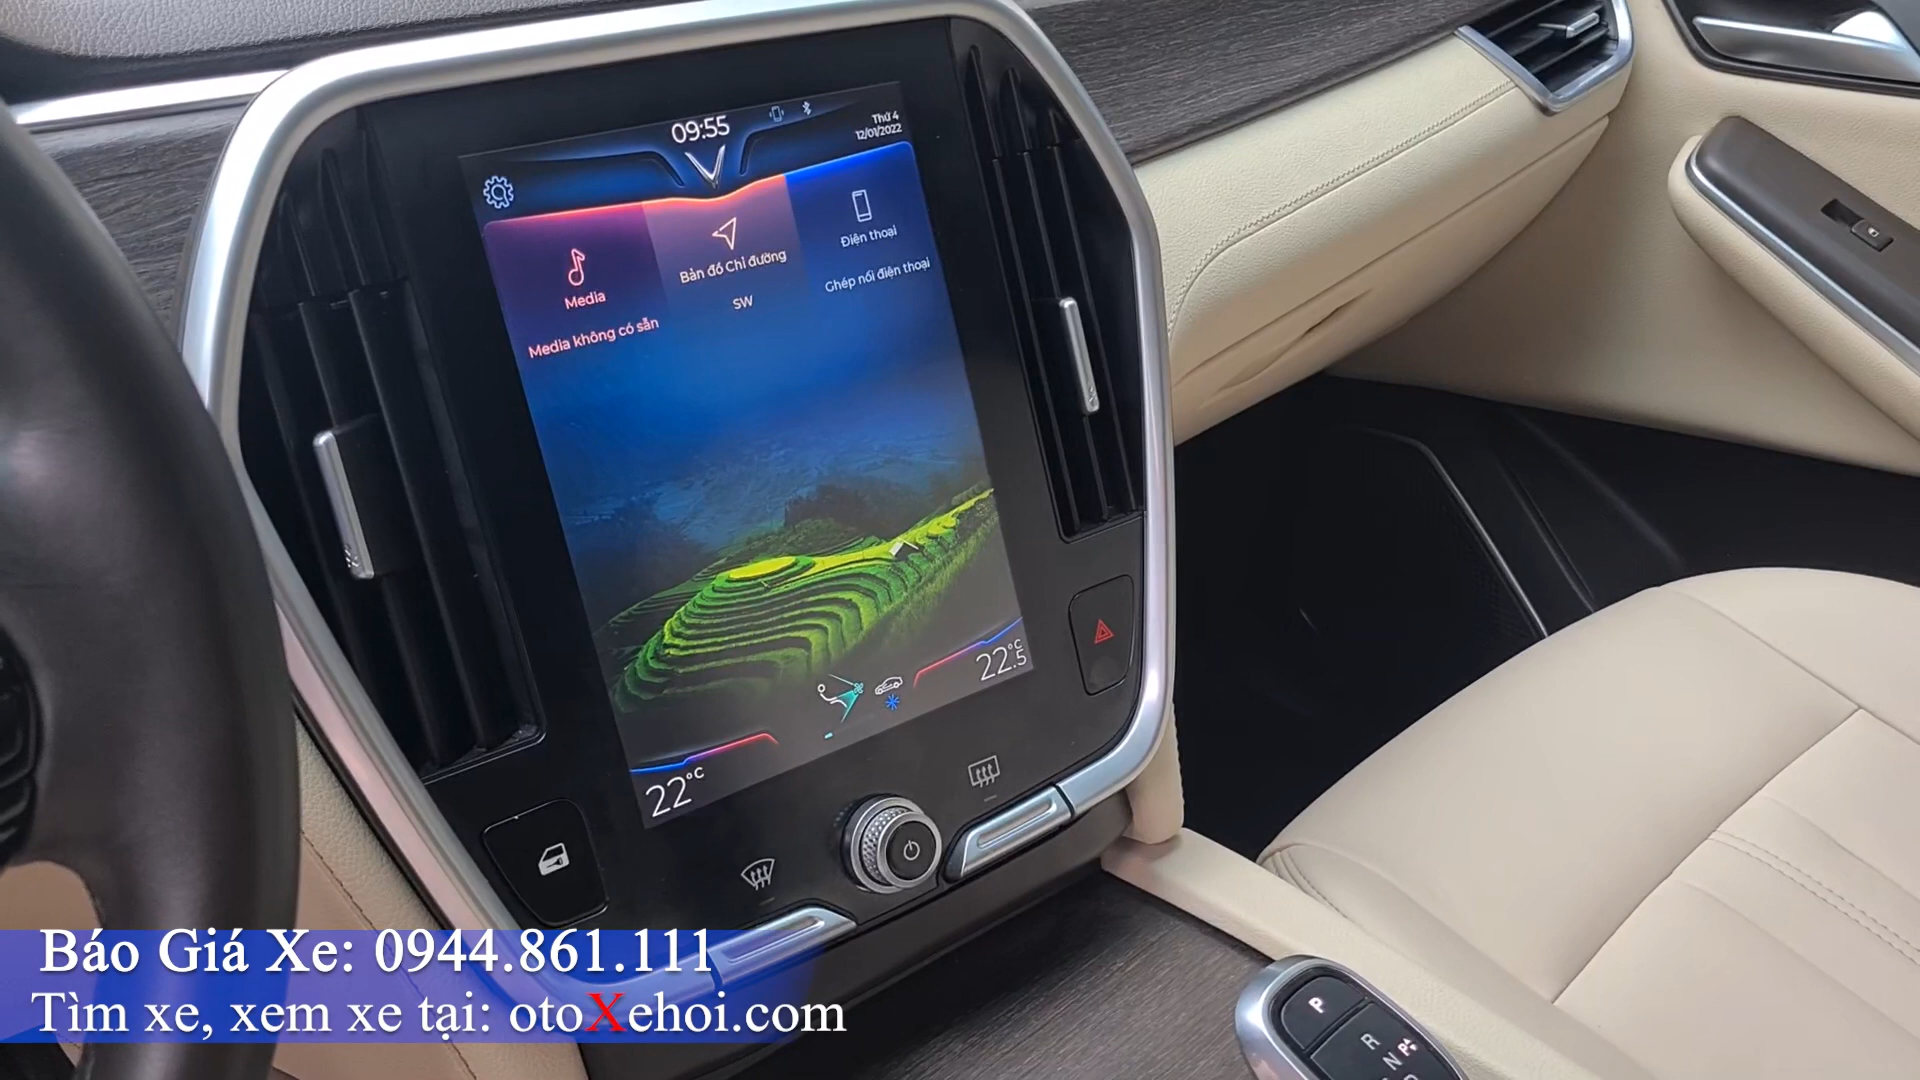 09:55
Thứ 4
12/01/2022
Media
Bản đồ Chỉ đường
Điện thoại
Media không có sẵn
SW
Ghép nối điện thoại
22.5°C
22°C
P
R
N
Báo Giá Xe: 0944.861.111
Tìm xe, xem xe tại: otoXehoi.com